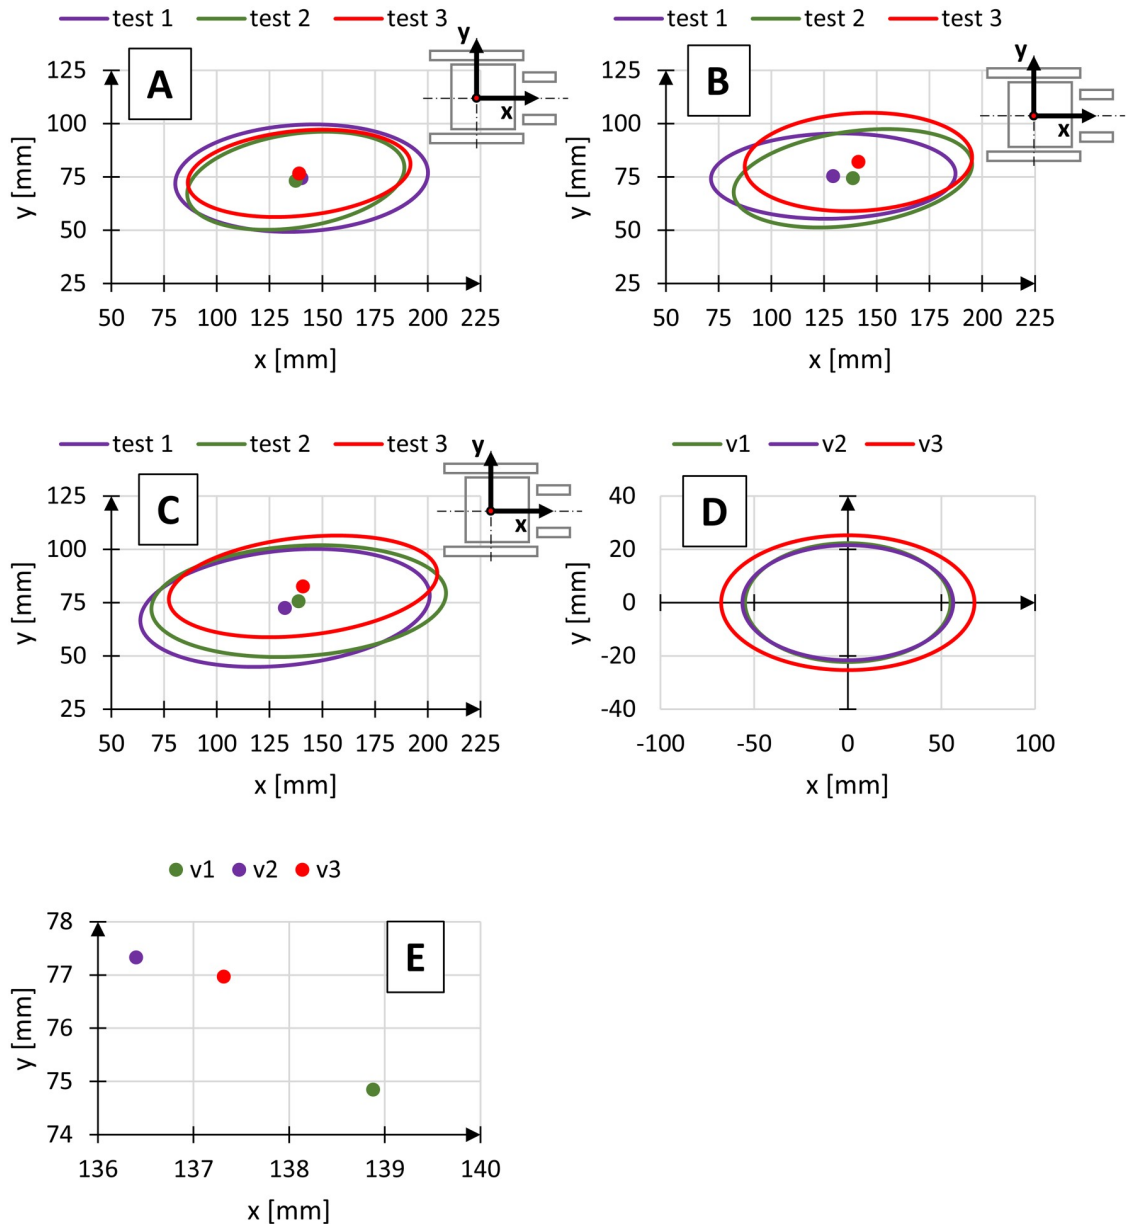 test 1 test 2 test 3
A
y
x
125
100
75
50
25
y [mm]
50 75 100 125 150 175 200 225
x [mm]
test 1 test 2 test 3
B
y
x
125
100
75
50
25
y [mm]
50 75 100 125 150 175 200 225
x [mm]
test 1 test 2 test 3
C
y
x
125
100
75
50
25
y [mm]
50 75 100 125 150 175 200 225
x [mm]
v1 v2 v3
D
40
20
0
-20
-40
y [mm]
-100 -50 0 50 100
x [mm]
v1 v2 v3
E
78
77
76
75
74
y [mm]
136 137 138 139 140
x [mm]